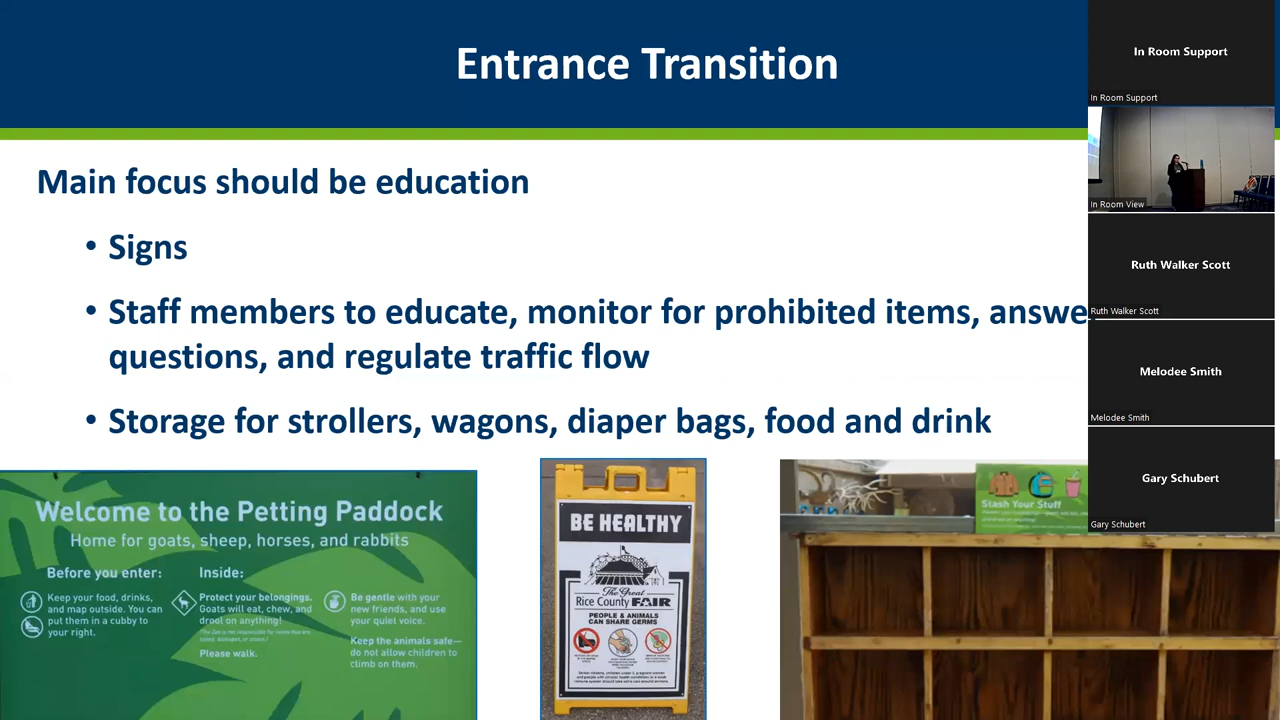 Entrance Transition
Main focus should be education
• Signs
• Staff members to educate, monitor for prohibited items, answe
questions, and regulate traffic flow
• Storage for strollers, wagons, diaper bags, food and drink
Welcome to the Petting Paddock
Home for goats, sheep, horses, and rabbits
Before you enter:
Keep your food, drinks,
and map outside. You can
put them in a cubby to
your right.
Inside:
Protect your belongings.
Goats will eat, chew, and
drool on anything!
Please walk.
Be gentle with your
new friends, and use
your quiet voice.
Keep the animals safe—
do not allow children to
climb on them.
BE HEALTHY
The Great
Rice County FAIR
PEOPLE & ANIMALS
CAN SHARE GERMS
Stash Your Stuff
In Room Support
In Room Support
In Room View
Ruth Walker Scott
Ruth Walker Scott
Melodee Smith
Melodee Smith
Gary Schubert
Gary Schubert